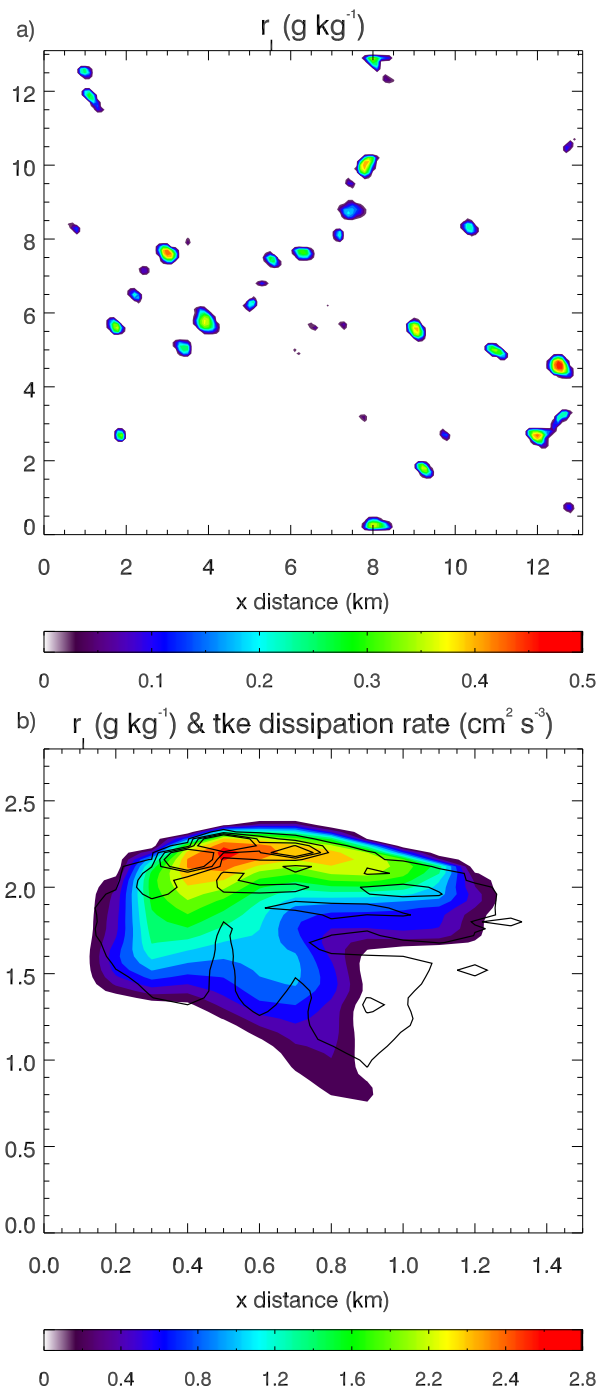 a) r_l (g kg⁻¹)
12
10
8
6
4
2
0
0 2 4 6 8 10 12
x distance (km)
0 0.1 0.2 0.3 0.4 0.5
b) r_l (g kg⁻¹) & tke dissipation rate (cm² s⁻³)
2.5
2.0
1.5
1.0
0.5
0.0
0.0 0.2 0.4 0.6 0.8 1.0 1.2 1.4
x distance (km)
0 0.4 0.8 1.2 1.6 2.2 2.4 2.8